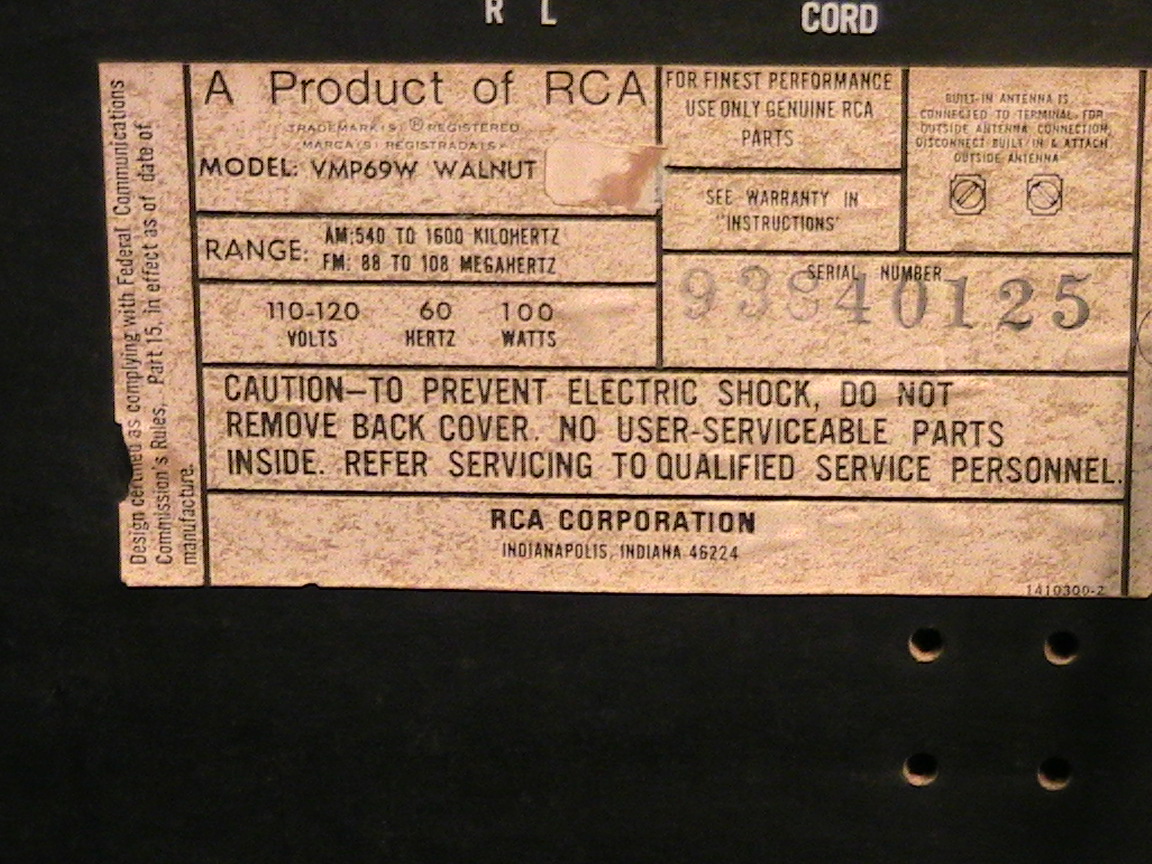 R L
CORD
A Product of RCA
TRADEMARK(S) ® REGISTERED
MARCA(S) REGISTRADA(S)
MODEL: VMP69W WALNUT
RANGE: AM:540 TO 1600 KILOHERTZ
FM: 88 TO 108 MEGAHERTZ
110-120 60 100
VOLTS HERTZ WATTS
FOR FINEST PERFORMANCE
USE ONLY GENUINE RCA
PARTS
SEE WARRANTY IN
"INSTRUCTIONS"
BUILT-IN ANTENNA IS
CONNECTED TO TERMINAL. FOR
OUTSIDE ANTENNA CONNECTION,
DISCONNECT BUILT-IN & ATTACH
OUTSIDE ANTENNA
SERIAL NUMBER
CAUTION—TO PREVENT ELECTRIC SHOCK, DO NOT
REMOVE BACK COVER. NO USER-SERVICEABLE PARTS
INSIDE. REFER SERVICING TO QUALIFIED SERVICE PERSONNEL.
RCA CORPORATION
INDIANAPOLIS, INDIANA 46224
1410300-2
Design certified as complying with Federal Communications
Commission's Rules, Part 15, in effect as of date of
manufacture.